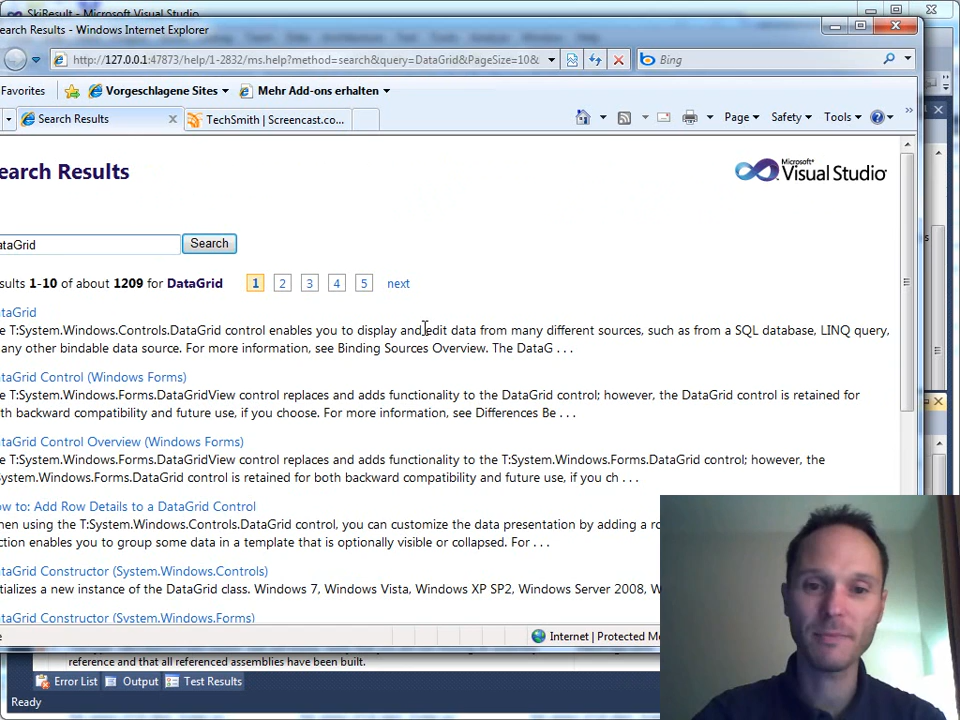 SkiResult - Microsoft Visual Studio
earch Results - Windows Internet Explorer
http://127.0.0.1:47873/help/1-2832/ms.help?method=search&query=DataGrid&PageSize=10&
Bing
Favorites
Vorgeschlagene Sites
Mehr Add-ons erhalten
Search Results
TechSmith | Screencast.co...
Page
Safety
Tools
»
earch Results
Microsoft®
Visual Studio
ataGrid
Search
sults 1-10 of about 1209 for DataGrid
1 2 3 4 5 next
taGrid
e T:System.Windows.Controls.DataGrid control enables you to display and edit data from many different sources, such as from a SQL database, LINQ query,
any other bindable data source. For more information, see Binding Sources Overview. The DataG . . .
taGrid Control (Windows Forms)
e T:System.Windows.Forms.DataGridView control replaces and adds functionality to the DataGrid control; however, the DataGrid control is retained for
th backward compatibility and future use, if you choose. For more information, see Differences Be . . .
taGrid Control Overview (Windows Forms)
e T:System.Windows.Forms.DataGridView control replaces and adds functionality to the T:System.Windows.Forms.DataGrid control; however, the
taGrid control is retained for both backward compatibility and future use, if you ch . . .
ow to: Add Row Details to a DataGrid Control
hen using the T:System.Windows.Controls.DataGrid control, you can customize the data presentation by adding a ro
ction enables you to group some data in a template that is optionally visible or collapsed. For . . .
taGrid Constructor (System.Windows.Controls)
itializes a new instance of the DataGrid class. Windows 7, Windows Vista, Windows XP SP2, Windows Server 2008, W
taGrid Constructor (System.Windows.Forms)
Internet | Protected Mo
reference and that all referenced assemblies have been built.
Error List
Output
Test Results
Ready